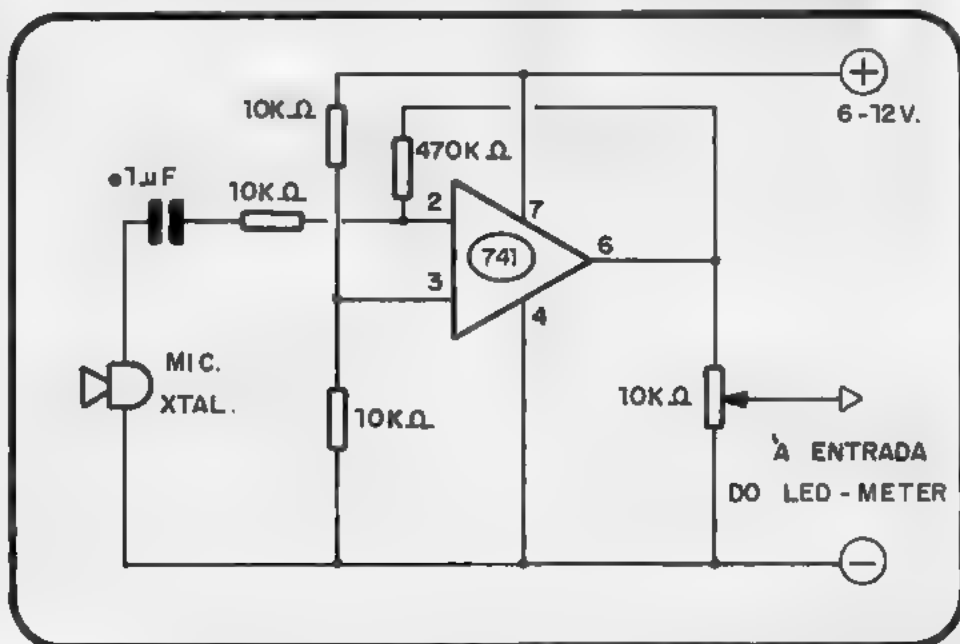 +
6-12V.
10KΩ
470KΩ
.1µF
10KΩ
2
7
741
6
3
4
MIC.
XTAL.
10KΩ
10KΩ
À ENTRADA
DO LED-METER
-